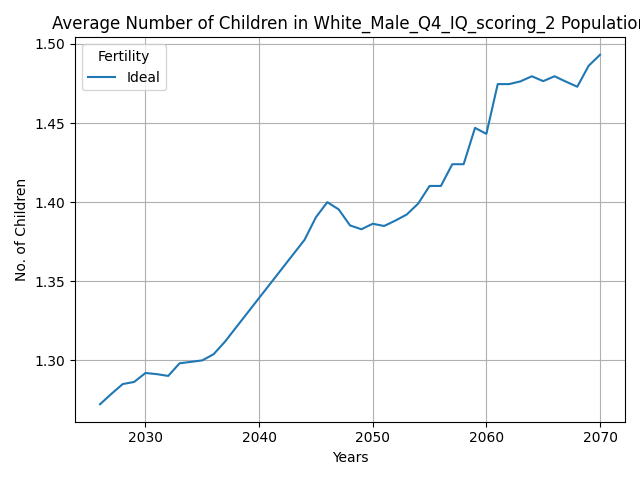 Average Number of Children in White_Male_Q4_IQ_scoring_2 Population
Fertility
Ideal
1.50
1.45
1.40
1.35
1.30
No. of Children
2030 2040 2050 2060 2070
Years